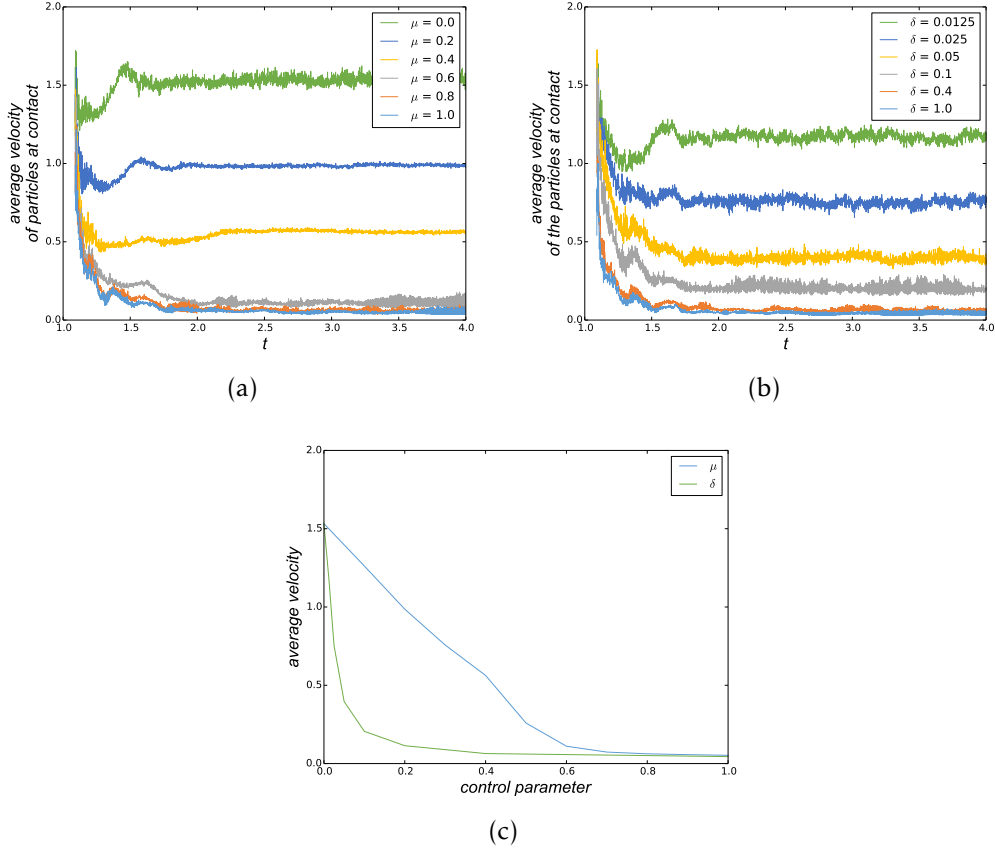 2.0
1.5
1.0
0.5
0.0
1.0
1.5
2.0
2.5
3.0
3.5
4.0
t
average velocity
of particles at contact
μ = 0.0
μ = 0.2
μ = 0.4
μ = 0.6
μ = 0.8
μ = 1.0
(a)
2.0
1.5
1.0
0.5
0.0
1.0
1.5
2.0
2.5
3.0
3.5
4.0
t
average velocity
of the particles at contact
δ = 0.0125
δ = 0.025
δ = 0.05
δ = 0.1
δ = 0.4
δ = 1.0
(b)
2.0
1.5
1.0
0.5
0.0
0.0
0.2
0.4
0.6
0.8
1.0
control parameter
average velocity
μ
δ
(c)